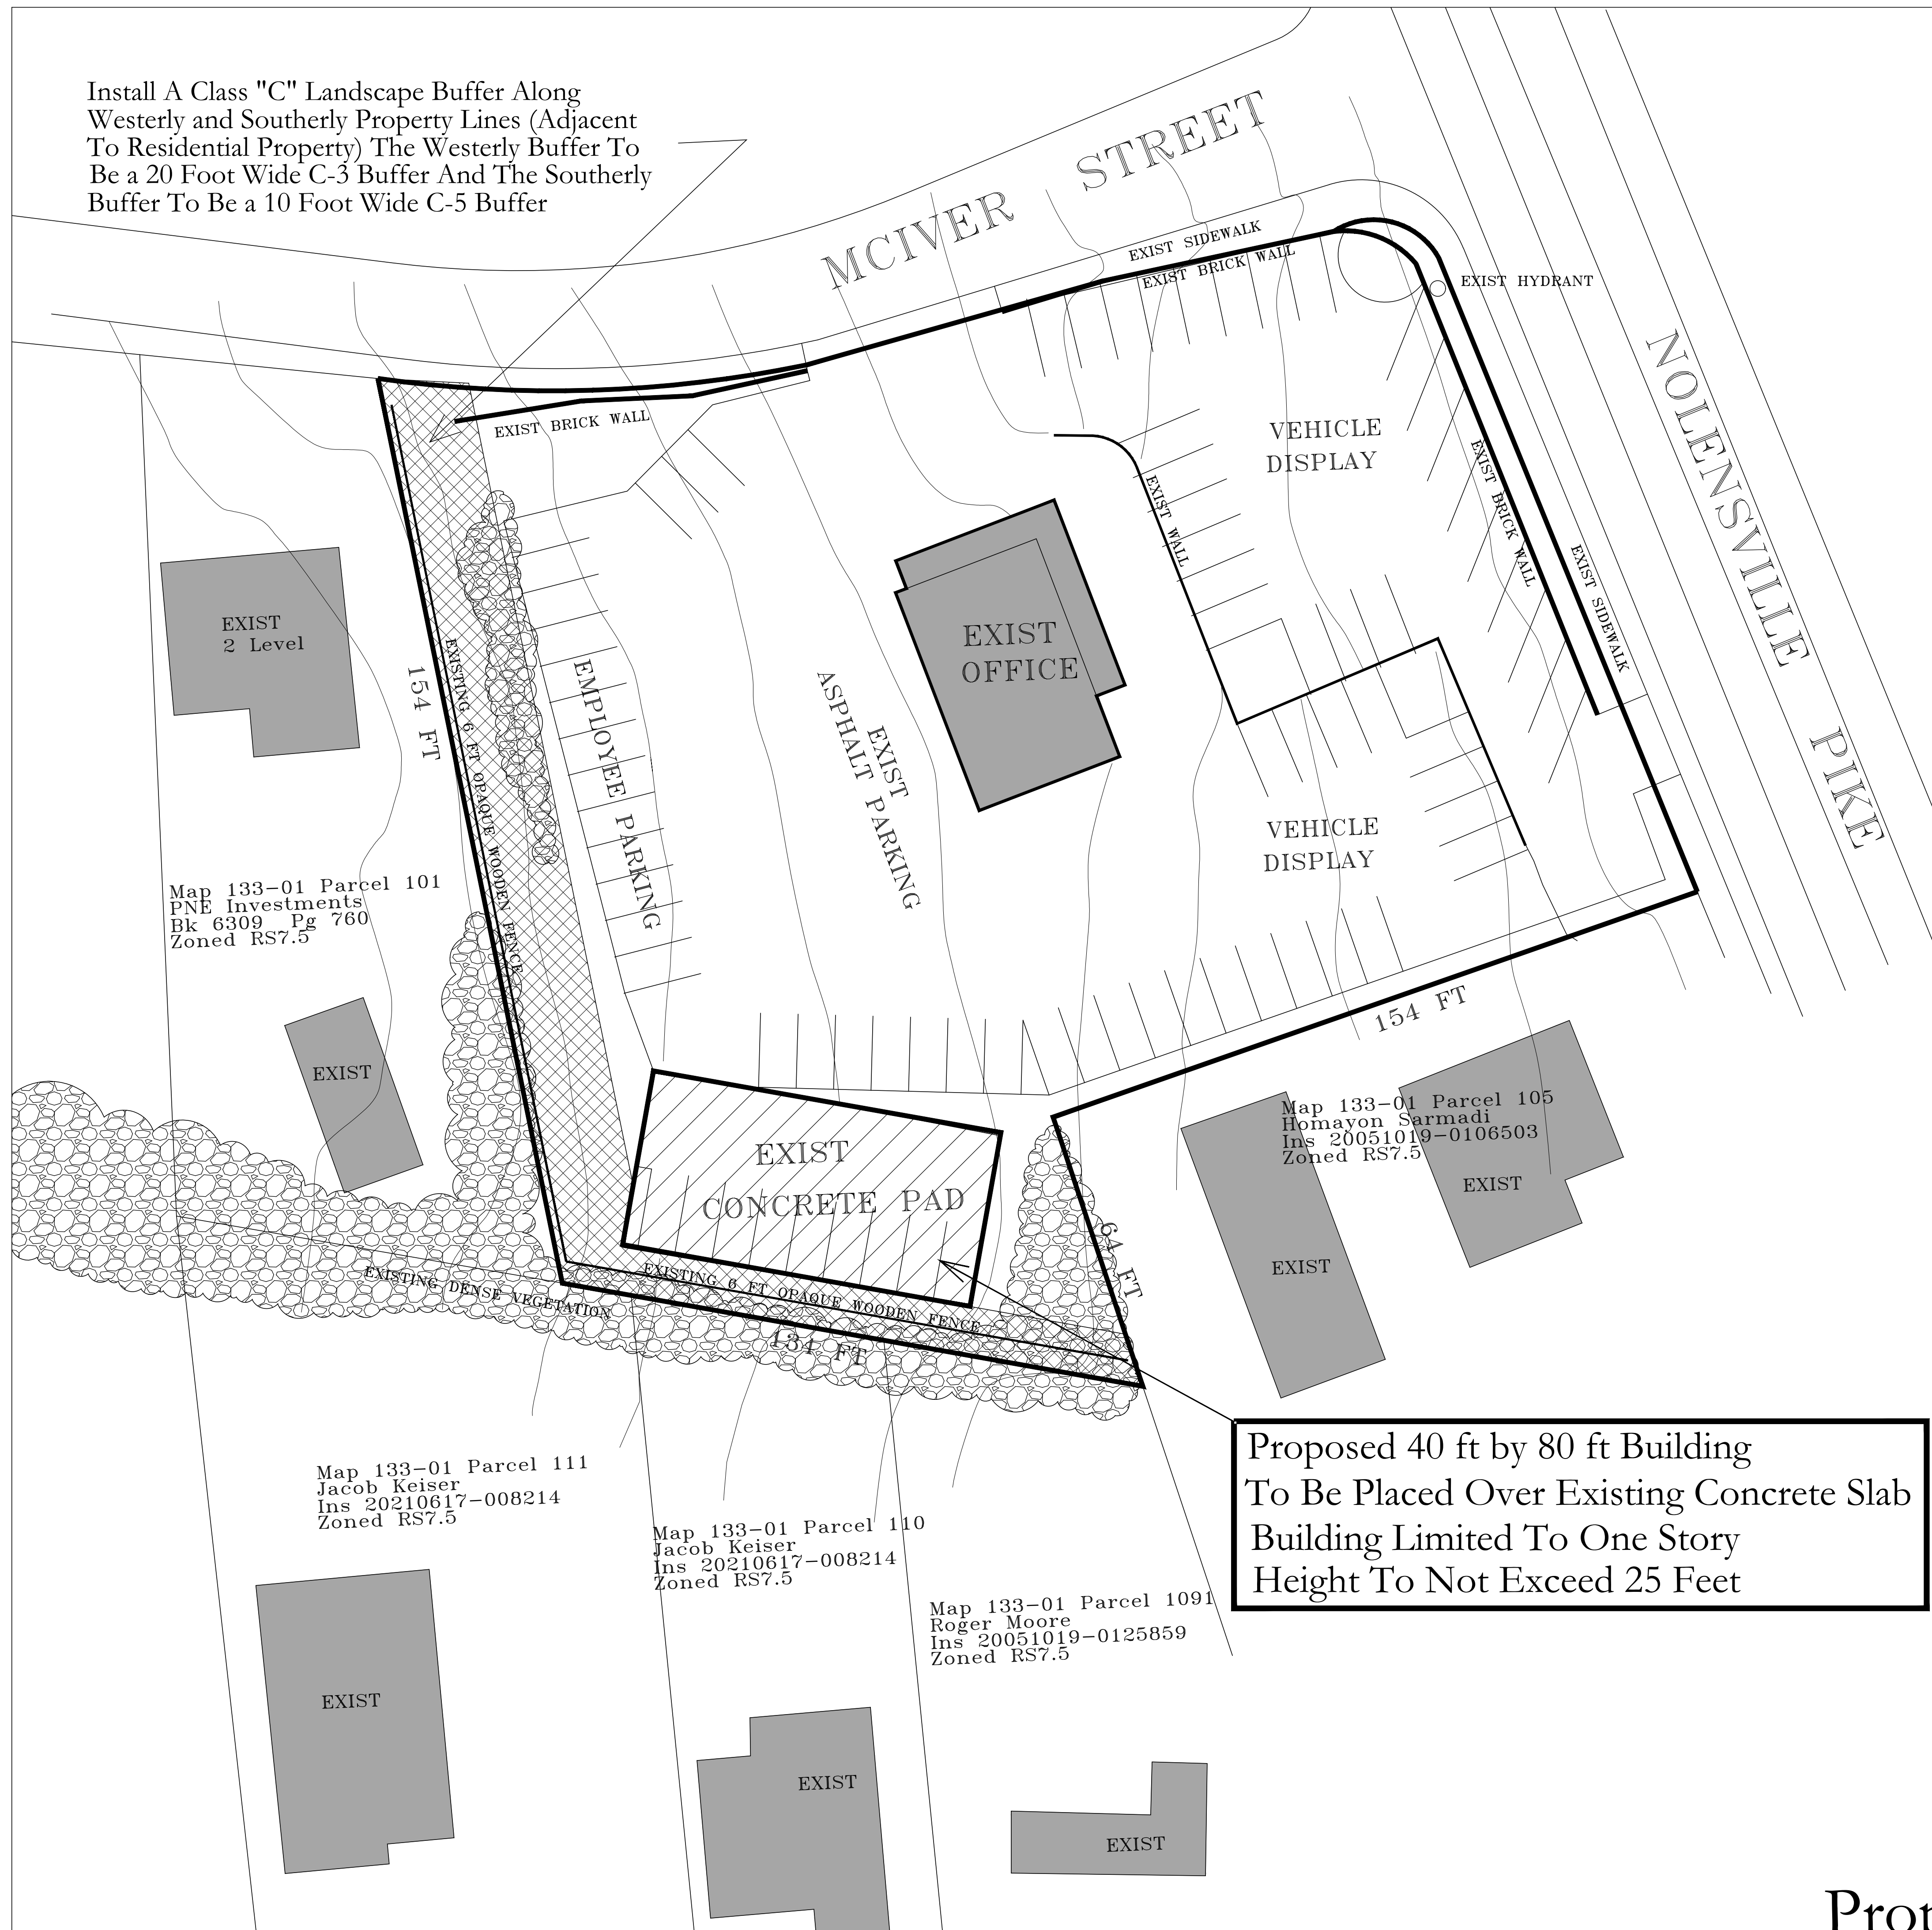 Install A Class "C" Landscape Buffer Along
Westerly and Southerly Property Lines (Adjacent
To Residential Property) The Westerly Buffer To
Be a 20 Foot Wide C-3 Buffer And The Southerly
Buffer To Be a 10 Foot Wide C-5 Buffer
MCIVER STREET
EXIST SIDEWALK
EXIST BRICK WALL
EXIST HYDRANT
NOLENSVILLE PIKE
EXIST BRICK WALL
VEHICLE
DISPLAY
EXIST BRICK WALL
EXIST SIDEWALK
EXIST WALL
EXIST
2 Level
154 FT
EXISTING 6 FT OPAQUE WOODEN FENCE
EMPLOYEE PARKING
EXIST
ASPHALT PARKING
EXIST
OFFICE
VEHICLE
DISPLAY
Map 133-01 Parcel 101
PNE Investments
Bk 6309 Pg 760
Zoned RS7.5
154 FT
EXIST
EXIST
CONCRETE PAD
Map 133-01 Parcel 105
Homayon Sarmadi
Ins 20051019-0106503
Zoned RS7.5
EXIST
EXIST
64 FT
EXISTING DENSE VEGETATION
EXISTING 6 FT OPAQUE WOODEN FENCE
134 FT
Proposed 40 ft by 80 ft Building
To Be Placed Over Existing Concrete Slab
Building Limited To One Story
Height To Not Exceed 25 Feet
Map 133-01 Parcel 111
Jacob Keiser
Ins 20210617-008214
Zoned RS7.5
Map 133-01 Parcel 110
Jacob Keiser
Ins 20210617-008214
Zoned RS7.5
Map 133-01 Parcel 1091
Roger Moore
Ins 20051019-0125859
Zoned RS7.5
EXIST
EXIST
EXIST